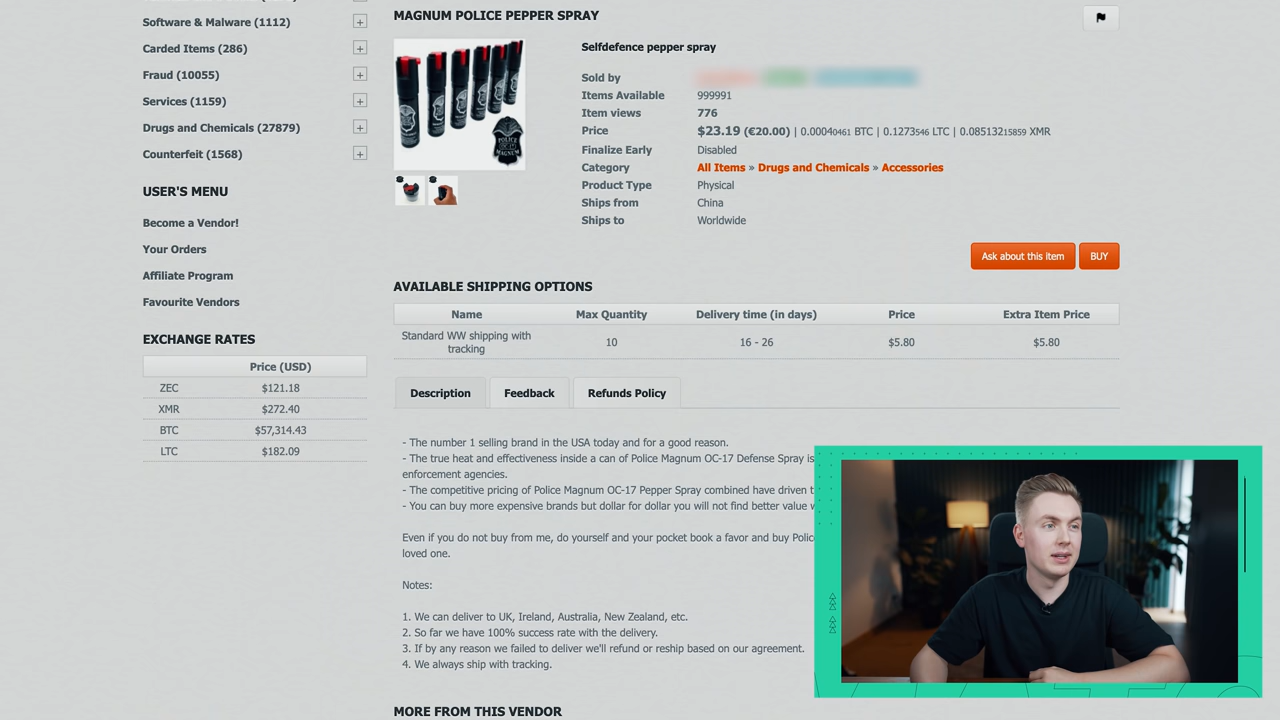 Software & Malware (1112)
Carded Items (286)
Fraud (10055)
Services (1159)
Drugs and Chemicals (27879)
Counterfeit (1568)
USER'S MENU
Become a Vendor!
Your Orders
Affiliate Program
Favourite Vendors
EXCHANGE RATES
Price (USD)
ZEC $121.18
XMR $272.40
BTC $57,314.43
LTC $182.09
MAGNUM POLICE PEPPER SPRAY
POLICE
MAGNUM
Selfdefence pepper spray
Sold by
Items Available 999991
Item views 776
Price $23.19 (€20.00) | 0.00040461 BTC | 0.1273546 LTC | 0.08513215859 XMR
Finalize Early Disabled
Category All Items » Drugs and Chemicals » Accessories
Product Type Physical
Ships from China
Ships to Worldwide
Ask about this item BUY
AVAILABLE SHIPPING OPTIONS
Name Max Quantity Delivery time (in days) Price Extra Item Price
Standard WW shipping with
tracking 10 16 - 26 $5.80 $5.80
Description Feedback Refunds Policy
- The number 1 selling brand in the USA today and for a good reason.
- The true heat and effectiveness inside a can of Police Magnum OC-17 Defense Spray is
enforcement agencies.
- The competitive pricing of Police Magnum OC-17 Pepper Spray combined have driven
- You can buy more expensive brands but dollar for dollar you will not find better value
Even if you do not buy from me, do yourself and your pocket book a favor and buy
loved one.
Notes:
1. We can deliver to UK, Ireland, Australia, New Zealand, etc.
2. So far we have 100% success rate with the delivery.
3. If by any reason we failed to deliver we'll refund or reship based on our agreement.
4. We always ship with tracking.
MORE FROM THIS VENDOR